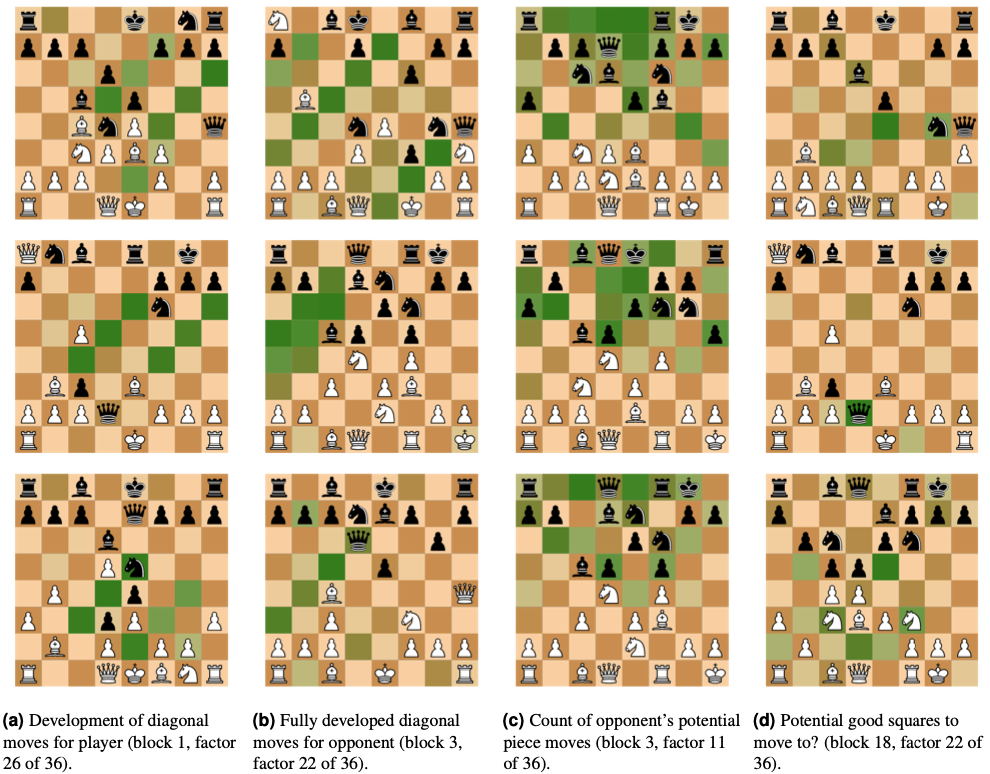 (a) Development of diagonal
moves for player (block 1, factor
26 of 36).
(b) Fully developed diagonal
moves for opponent (block 3,
factor 22 of 36).
(c) Count of opponent's potential
piece moves (block 3, factor 11
of 36).
(d) Potential good squares to
move to? (block 18, factor 22 of
36).